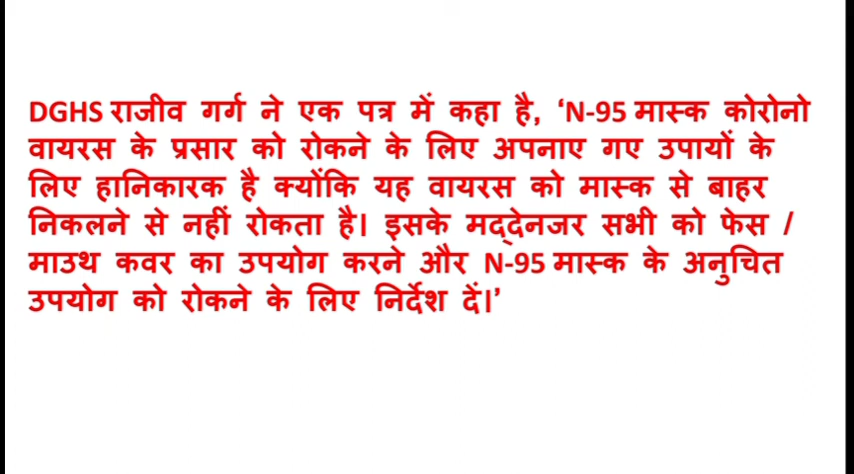 DGHS राजीव गर्ग ने एक पत्र में कहा है, ‘N-95 मास्क कोरोनो
वायरस के प्रसार को रोकने के लिए अपनाए गए उपायों के
लिए हानिकारक है क्योंकि यह वायरस को मास्क से बाहर
निकलने से नहीं रोकता है। इसके मद्देनजर सभी को फेस /
माउथ कवर का उपयोग करने और N-95 मास्क के अनुचित
उपयोग को रोकने के लिए निर्देश दें।’